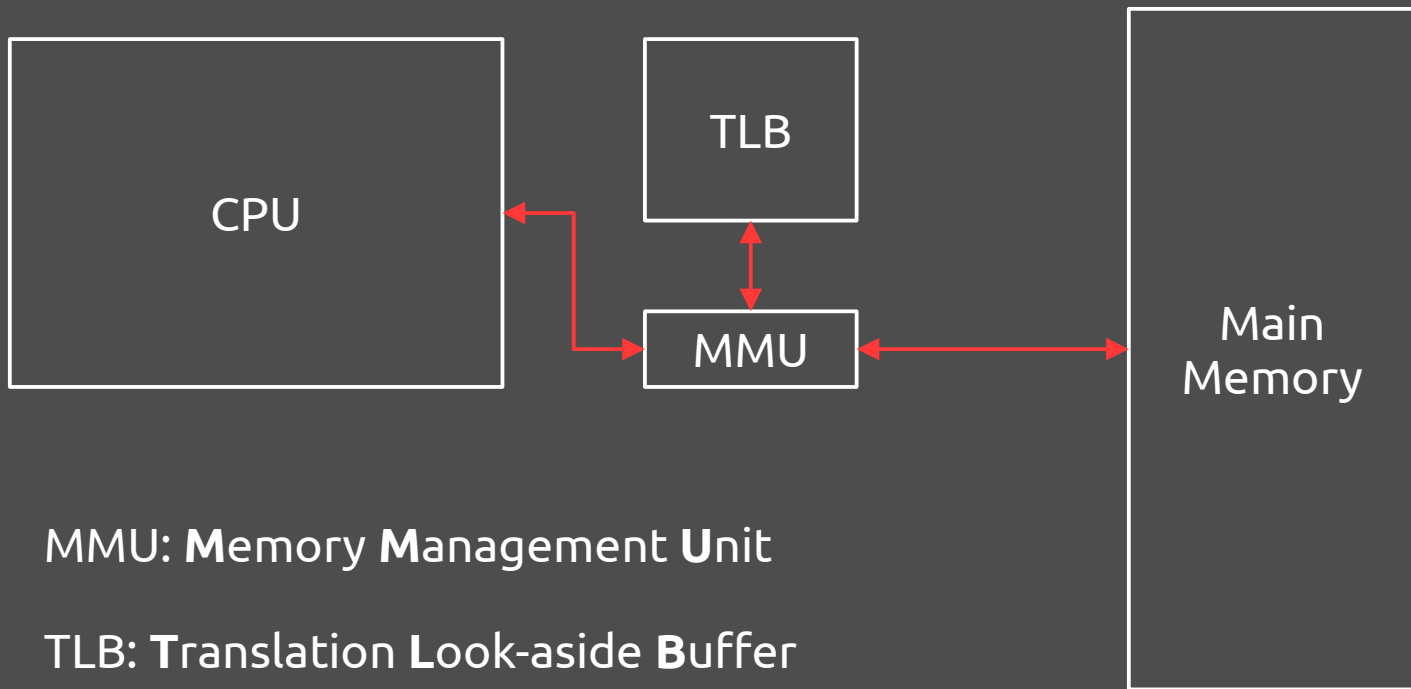 CPU
TLB
MMU
Main
Memory
MMU: Memory Management Unit
TLB: Translation Look-aside Buffer